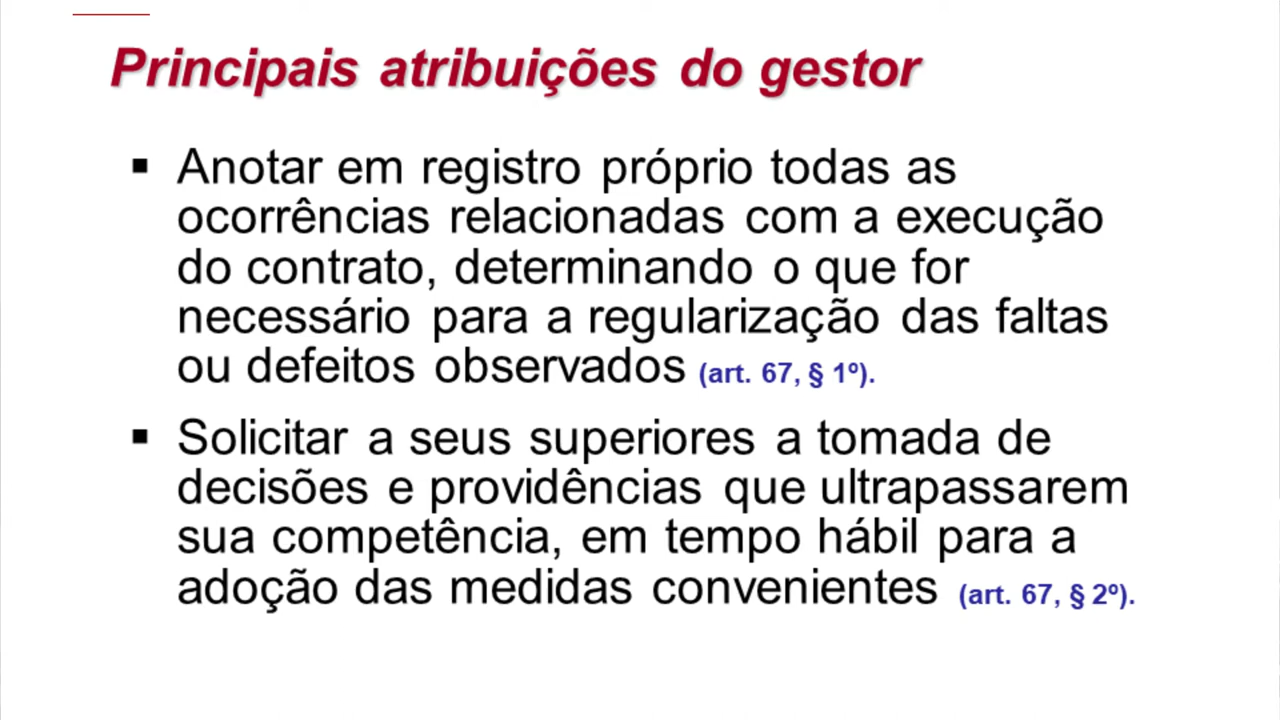 Principais atribuições do gestor
▪ Anotar em registro próprio todas as
ocorrências relacionadas com a execução
do contrato, determinando o que for
necessário para a regularização das faltas
ou defeitos observados (art. 67, § 1º).
▪ Solicitar a seus superiores a tomada de
decisões e providências que ultrapassarem
sua competência, em tempo hábil para a
adoção das medidas convenientes (art. 67, § 2º).